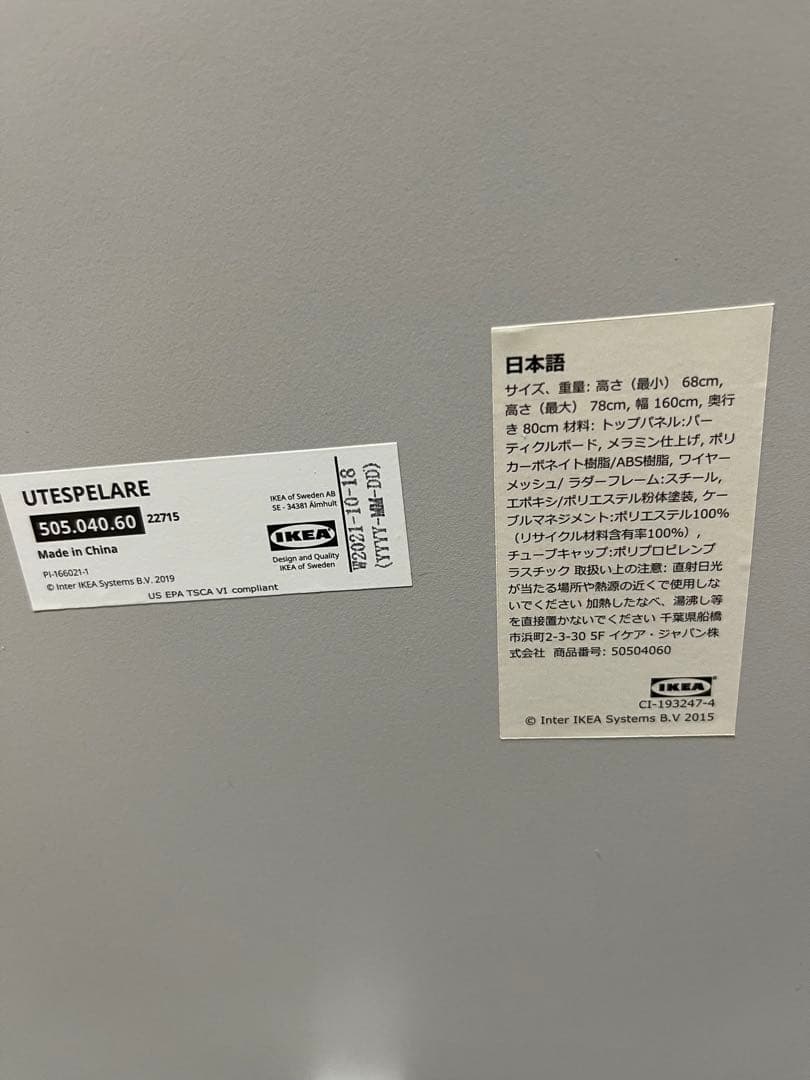 UTESPELARE
505.040.60 22715
Made in China
PI-166021-1
© Inter IKEA Systems B.V. 2019
US EPA TSCA VI compliant
IKEA of Sweden AB
SE - 34381 Älmhult
IKEA
Design and Quality
IKEA of Sweden
W2021-10-18
(YYYY-MM-DD)
日本語
サイズ、重量: 高さ（最小） 68cm,
高さ（最大） 78cm, 幅 160cm, 奥行
き 80cm 材料: トップパネル:パー
ティクルボード, メラミン仕上げ, ポリ
カーボネイト樹脂/ABS樹脂, ワイヤー
メッシュ/ ラダーフレーム:スチール,
エポキシ/ポリエステル粉体塗装, ケー
ブルマネジメント:ポリエステル100%
（リサイクル材料含有率100%）,
チューブキャップ:ポリプロピレンプ
ラスチック 取扱い上の注意: 直射日光
が当たる場所や熱源の近くで使用しな
いでください 加熱したなべ、湯沸し等
を直接置かないでください 千葉県船橋
市浜町2-3-30 5F イケア・ジャパン株
式会社 商品番号: 50504060
IKEA®
CI-193247-4
© Inter IKEA Systems B.V 2015